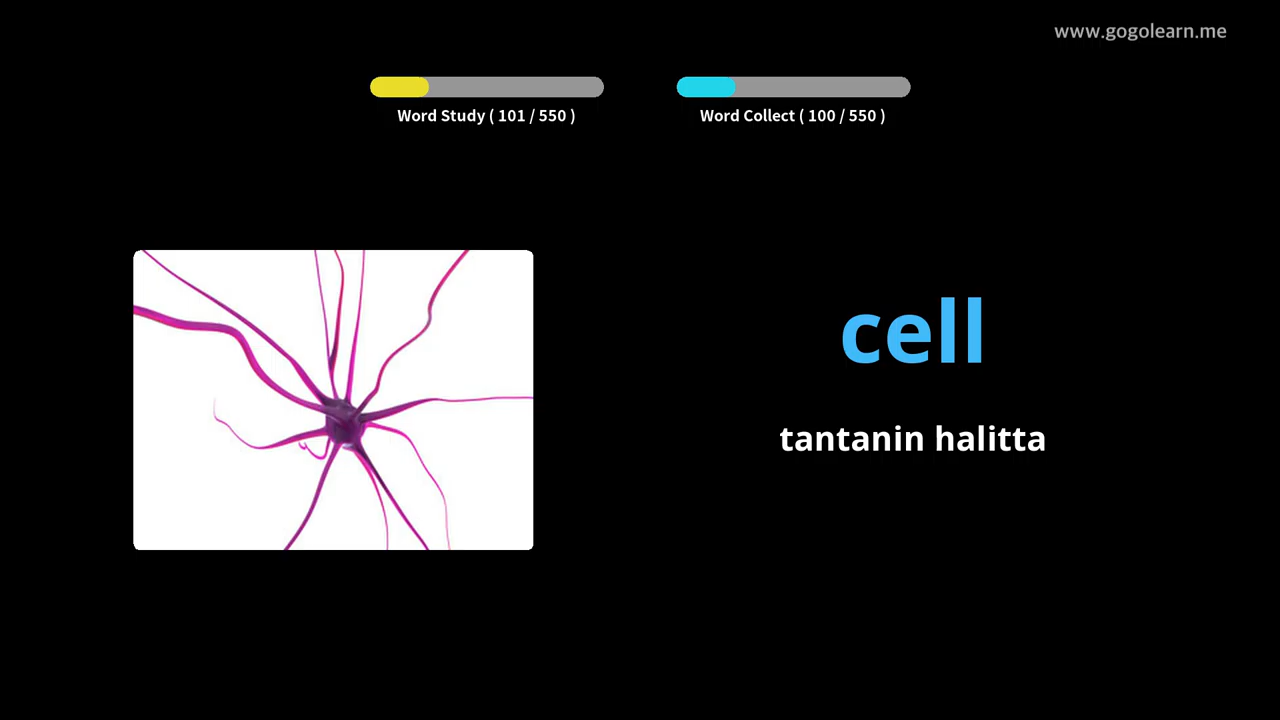 www.gogolearn.me
Word Study ( 101 / 550 )
Word Collect ( 100 / 550 )
cell
tantanin halitta